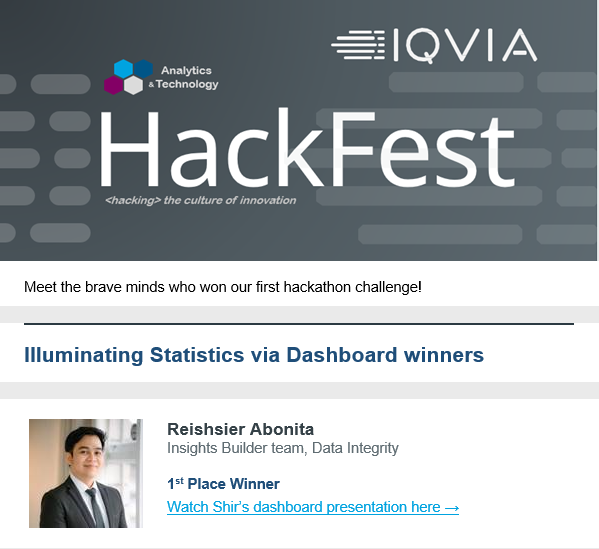 IQVIA
Analytics
& Technology
HackFest
<hacking> the culture of innovation
Meet the brave minds who won our first hackathon challenge!
Illuminating Statistics via Dashboard winners
Reishsier Abonita
Insights Builder team, Data Integrity
1st Place Winner
Watch Shir's dashboard presentation here →